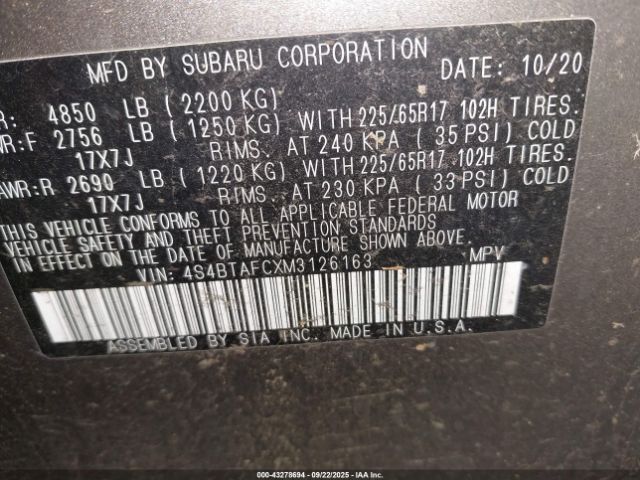 MFD BY SUBARU CORPORATION DATE: 10/20
R: 4850 LB (2200 KG)
WR:F 2756 LB (1250 KG) WITH 225/65R17 102H TIRES.
17X7J RIMS. AT 240 KPA (35 PSI) COLD
AWR:R 2690 LB (1220 KG) WITH 225/65R17 102H TIRES.
17X7J RIMS. AT 230 KPA (33 PSI) COLD
THIS VEHICLE CONFORMS TO ALL APPLICABLE FEDERAL MOTOR
VEHICLE SAFETY AND THEFT PREVENTION STANDARDS
IN EFFECT ON THE DATE OF MANUFACTURE SHOWN ABOVE.
VIN: 4S4BTAFCXM3126163 MPV
ASSEMBLED BY SIA INC. MADE IN U.S.A.
000-43278694 - 09/22/2025 - IAA, Inc.